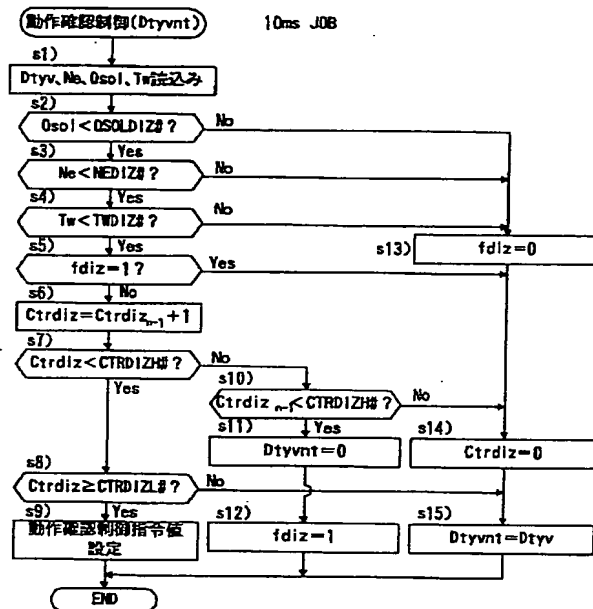 動作確認制御(Dtyvnt)
10ms JOB
s1)
Dtyv、Ne、Qsol、Tw読込み
s2)
Qsol<QSOLDIZ#?
No
s3)
Yes
Ne<NEDIZ#?
No
s4)
Yes
Tw<TWDIZ#?
No
s5)
Yes
s13)
fdiz=0
fdiz=1?
Yes
s6)
No
Ctrdiz=Ctrdizn-1+1
s7)
Ctrdiz<CTRDIZH#?
No
Yes
s10)
Ctrdiz n-1<CTRDIZH#?
No
s11)
Yes
s14)
Dtyvnt=0
Ctrdiz=0
s8)
Ctrdiz≥CTRDIZL#?
No
s9)
Yes
s12)
s15)
動作確認制御指令値
設定
fdiz=1
Dtyvnt=Dtyv
END